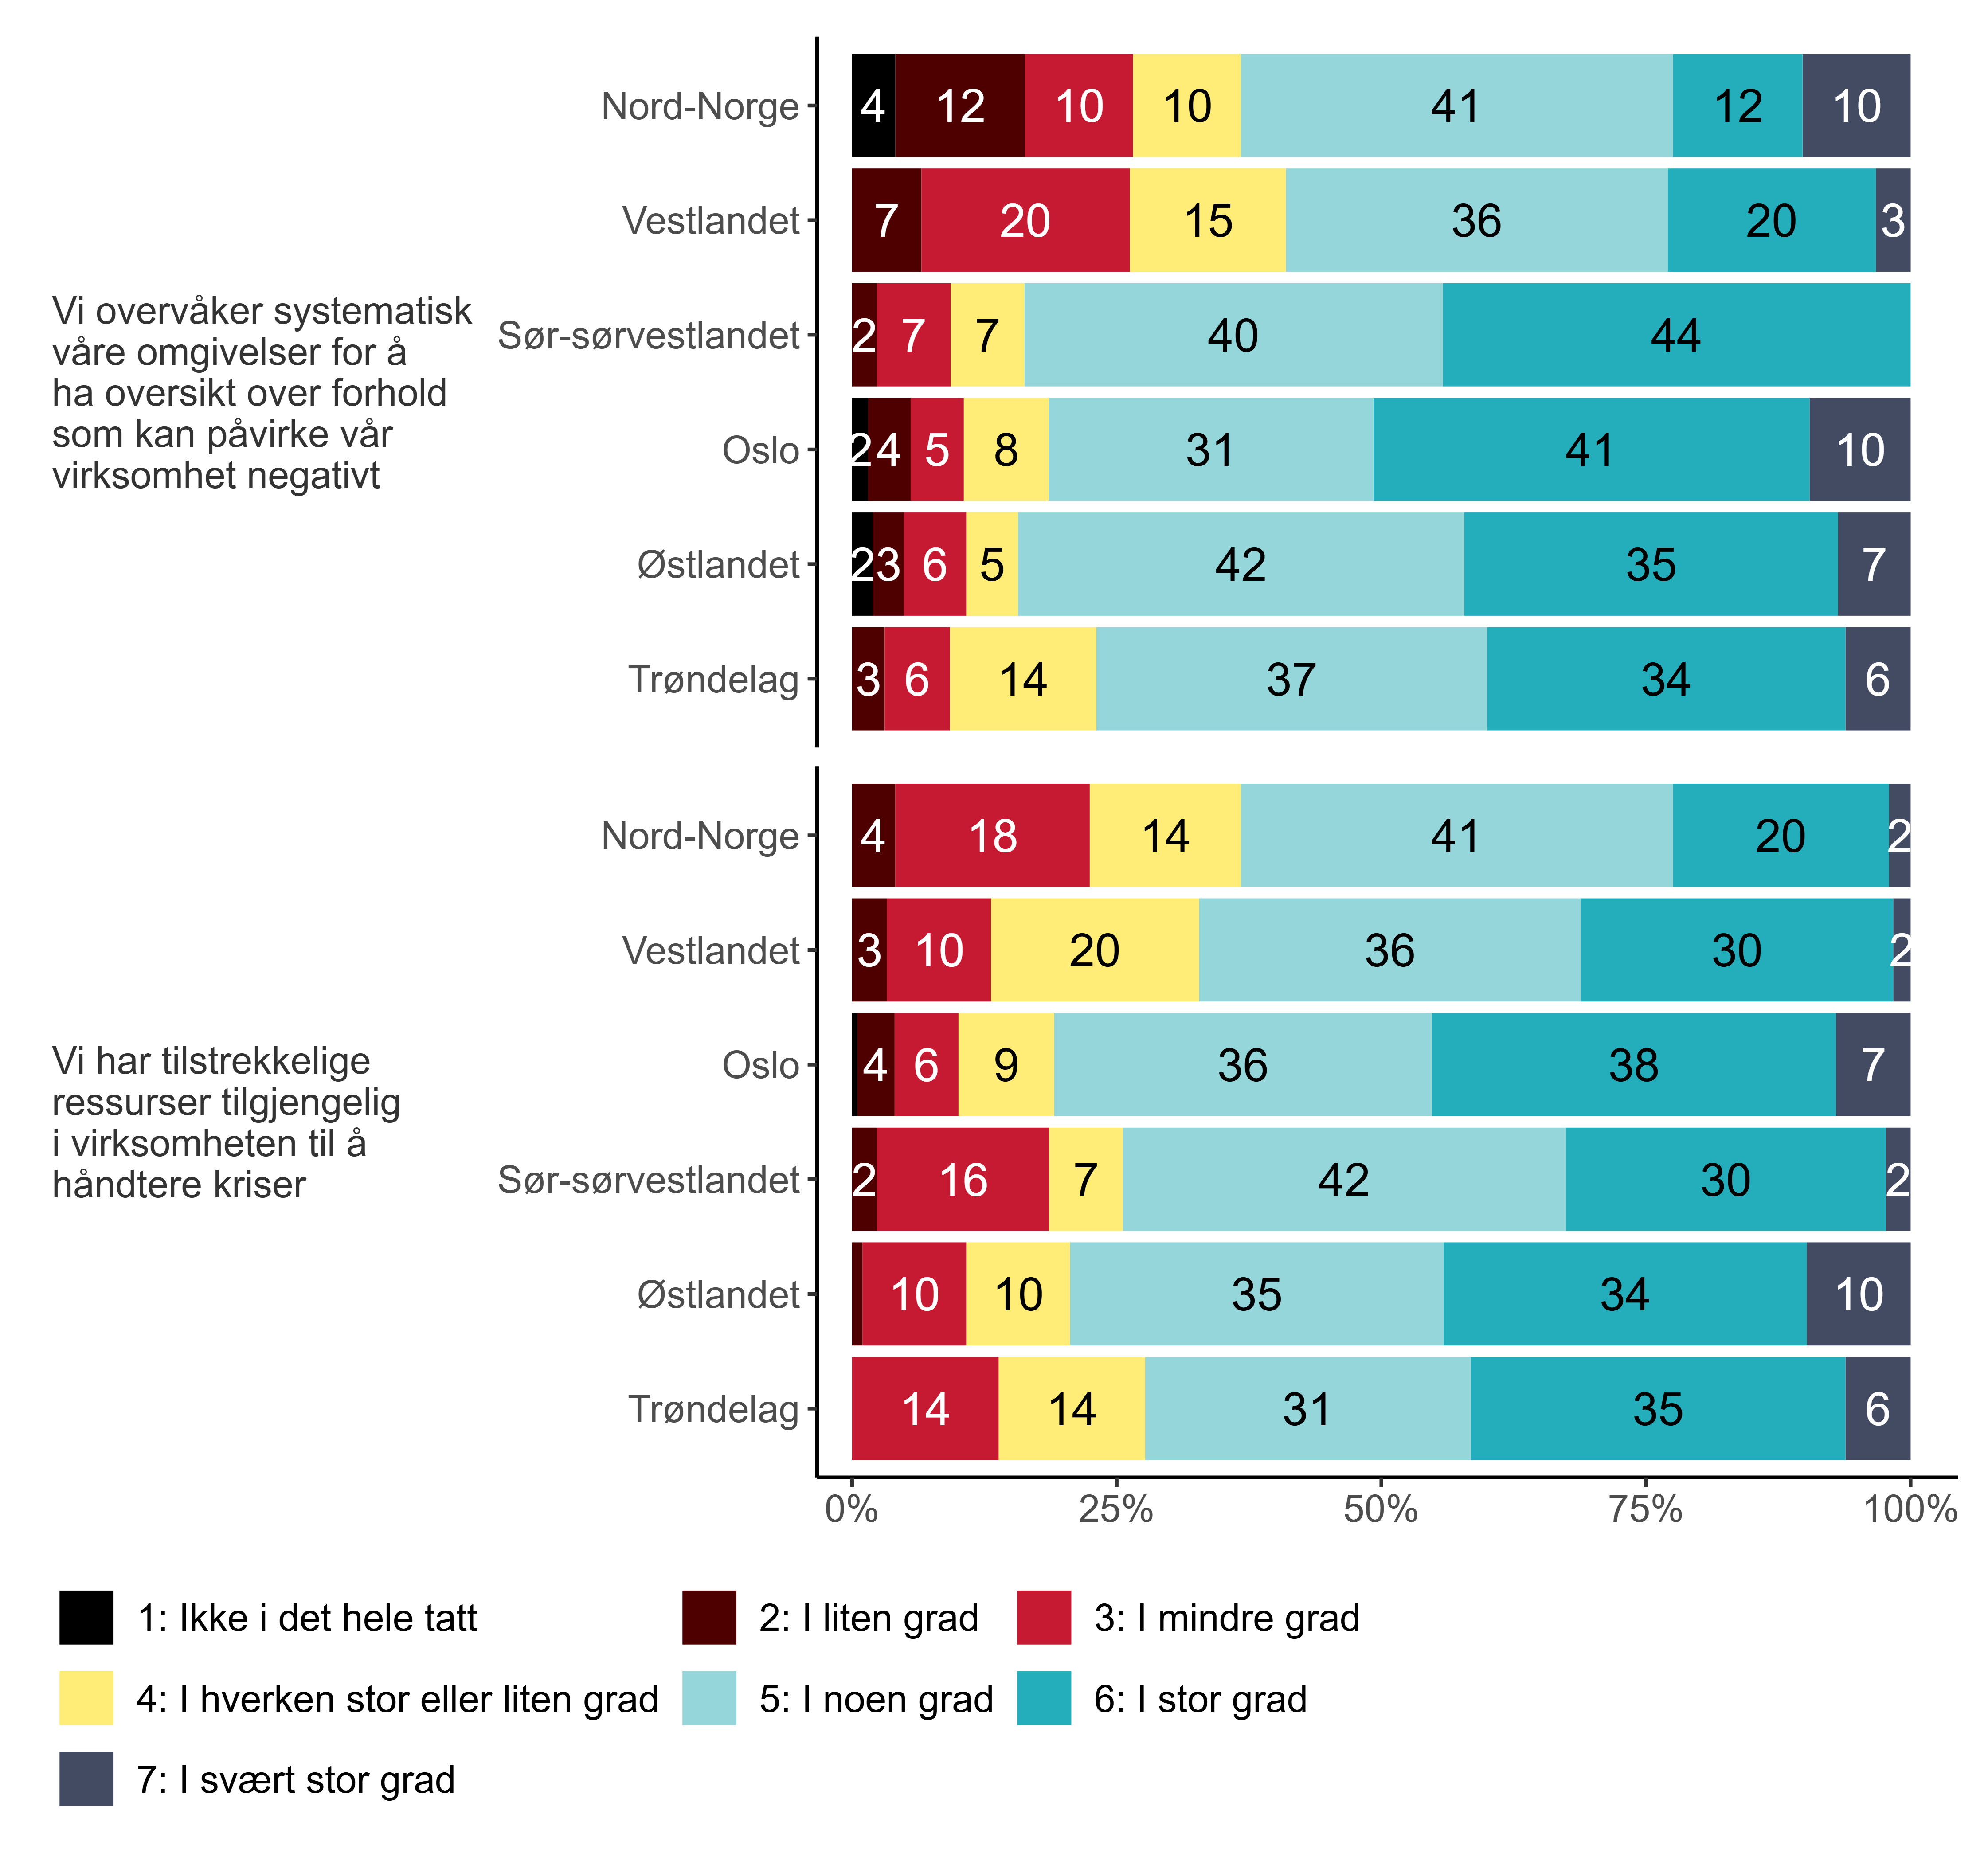 Vi overvåker systematisk
våre omgivelser for å
ha oversikt over forhold
som kan påvirke vår
virksomhet negativt
Nord-Norge 4 12 10 10 41 12 10
Vestlandet 7 20 15 36 20 3
Sør-sørvestlandet 2 7 7 40 44
Oslo 2 4 5 8 31 41 10
Østlandet 2 3 6 5 42 35 7
Trøndelag 3 6 14 37 34 6
Vi har tilstrekkelige
ressurser tilgjengelig
i virksomheten til å
håndtere kriser
Nord-Norge 4 18 14 41 20 2
Vestlandet 3 10 20 36 30 2
Oslo 4 6 9 36 38 7
Sør-sørvestlandet 2 16 7 42 30 2
Østlandet 10 10 35 34 10
Trøndelag 14 14 31 35 6
0% 25% 50% 75% 100%
1: Ikke i det hele tatt 2: I liten grad 3: I mindre grad
4: I hverken stor eller liten grad 5: I noen grad 6: I stor grad
7: I svært stor grad